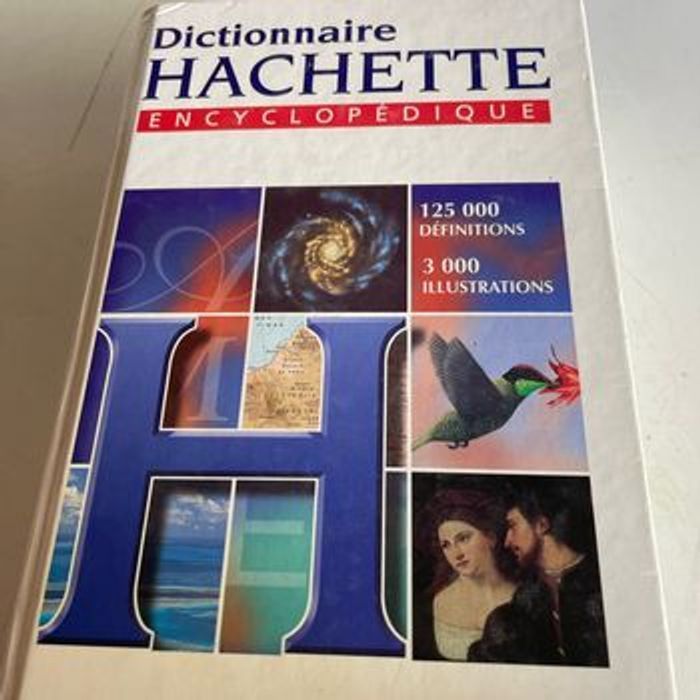 Dictionnaire
HACHETTE
ENCYCLOPÉDIQUE
125 000
DÉFINITIONS
3 000
ILLUSTRATIONS
A
H
E